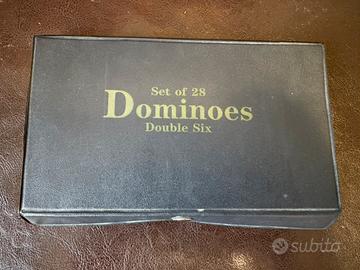 Set of 28
Dominoes
Double Six
subito